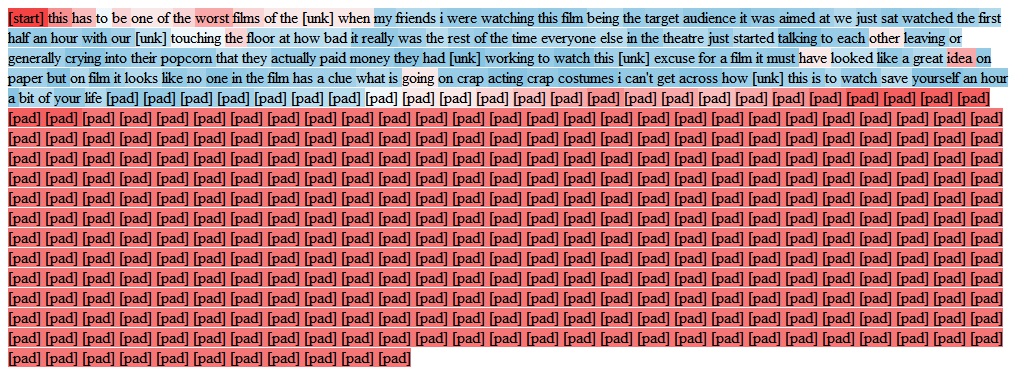 [start] this has to be one of the worst films of the [unk] when my friends i were watching this film being the target audience it was aimed at we just sat watched the first
half an hour with our [unk] touching the floor at how bad it really was the rest of the time everyone else in the theatre just started talking to each other leaving or
generally crying into their popcorn that they actually paid money they had [unk] working to watch this [unk] excuse for a film it must have looked like a great idea on
paper but on film it looks like no one in the film has a clue what is going on crap acting crap costumes i can't get across how [unk] this is to watch save yourself an hour
a bit of your life [pad] [pad] [pad] [pad] [pad] [pad] [pad] [pad] [pad] [pad] [pad] [pad] [pad] [pad] [pad] [pad] [pad] [pad] [pad] [pad] [pad] [pad] [pad] [pad]
[pad] [pad] [pad] [pad] [pad] [pad] [pad] [pad] [pad] [pad] [pad] [pad] [pad] [pad] [pad] [pad] [pad] [pad] [pad] [pad] [pad] [pad] [pad] [pad] [pad] [pad] [pad]
[pad] [pad] [pad] [pad] [pad] [pad] [pad] [pad] [pad] [pad] [pad] [pad] [pad] [pad] [pad] [pad] [pad] [pad] [pad] [pad] [pad] [pad] [pad] [pad] [pad] [pad] [pad]
[pad] [pad] [pad] [pad] [pad] [pad] [pad] [pad] [pad] [pad] [pad] [pad] [pad] [pad] [pad] [pad] [pad] [pad] [pad] [pad] [pad] [pad] [pad] [pad] [pad] [pad] [pad]
[pad] [pad] [pad] [pad] [pad] [pad] [pad] [pad] [pad] [pad] [pad] [pad] [pad] [pad] [pad] [pad] [pad] [pad] [pad] [pad] [pad] [pad] [pad] [pad] [pad] [pad] [pad]
[pad] [pad] [pad] [pad] [pad] [pad] [pad] [pad] [pad] [pad] [pad] [pad] [pad] [pad] [pad] [pad] [pad] [pad] [pad] [pad] [pad] [pad] [pad] [pad] [pad] [pad] [pad]
[pad] [pad] [pad] [pad] [pad] [pad] [pad] [pad] [pad] [pad] [pad] [pad] [pad] [pad] [pad] [pad] [pad] [pad] [pad] [pad] [pad] [pad] [pad] [pad] [pad] [pad] [pad]
[pad] [pad] [pad] [pad] [pad] [pad] [pad] [pad] [pad] [pad] [pad] [pad] [pad] [pad] [pad] [pad] [pad] [pad] [pad] [pad] [pad] [pad] [pad] [pad] [pad] [pad] [pad]
[pad] [pad] [pad] [pad] [pad] [pad] [pad] [pad] [pad] [pad] [pad] [pad] [pad] [pad] [pad] [pad] [pad] [pad] [pad] [pad] [pad] [pad] [pad] [pad] [pad] [pad] [pad]
[pad] [pad] [pad] [pad] [pad] [pad] [pad] [pad] [pad] [pad] [pad] [pad] [pad] [pad] [pad] [pad] [pad] [pad] [pad] [pad] [pad] [pad] [pad] [pad] [pad] [pad] [pad]
[pad] [pad] [pad] [pad] [pad] [pad] [pad] [pad] [pad] [pad] [pad] [pad] [pad] [pad] [pad] [pad] [pad] [pad] [pad] [pad] [pad] [pad] [pad] [pad] [pad] [pad] [pad]
[pad] [pad] [pad] [pad] [pad] [pad] [pad] [pad] [pad] [pad] [pad] [pad] [pad] [pad] [pad] [pad] [pad] [pad] [pad] [pad] [pad] [pad] [pad] [pad] [pad] [pad] [pad]
[pad] [pad] [pad] [pad] [pad] [pad] [pad] [pad] [pad] [pad] [pad] [pad] [pad] [pad] [pad] [pad] [pad] [pad] [pad] [pad] [pad] [pad] [pad] [pad] [pad] [pad] [pad]
[pad] [pad] [pad] [pad] [pad] [pad] [pad] [pad] [pad] [pad] [pad]